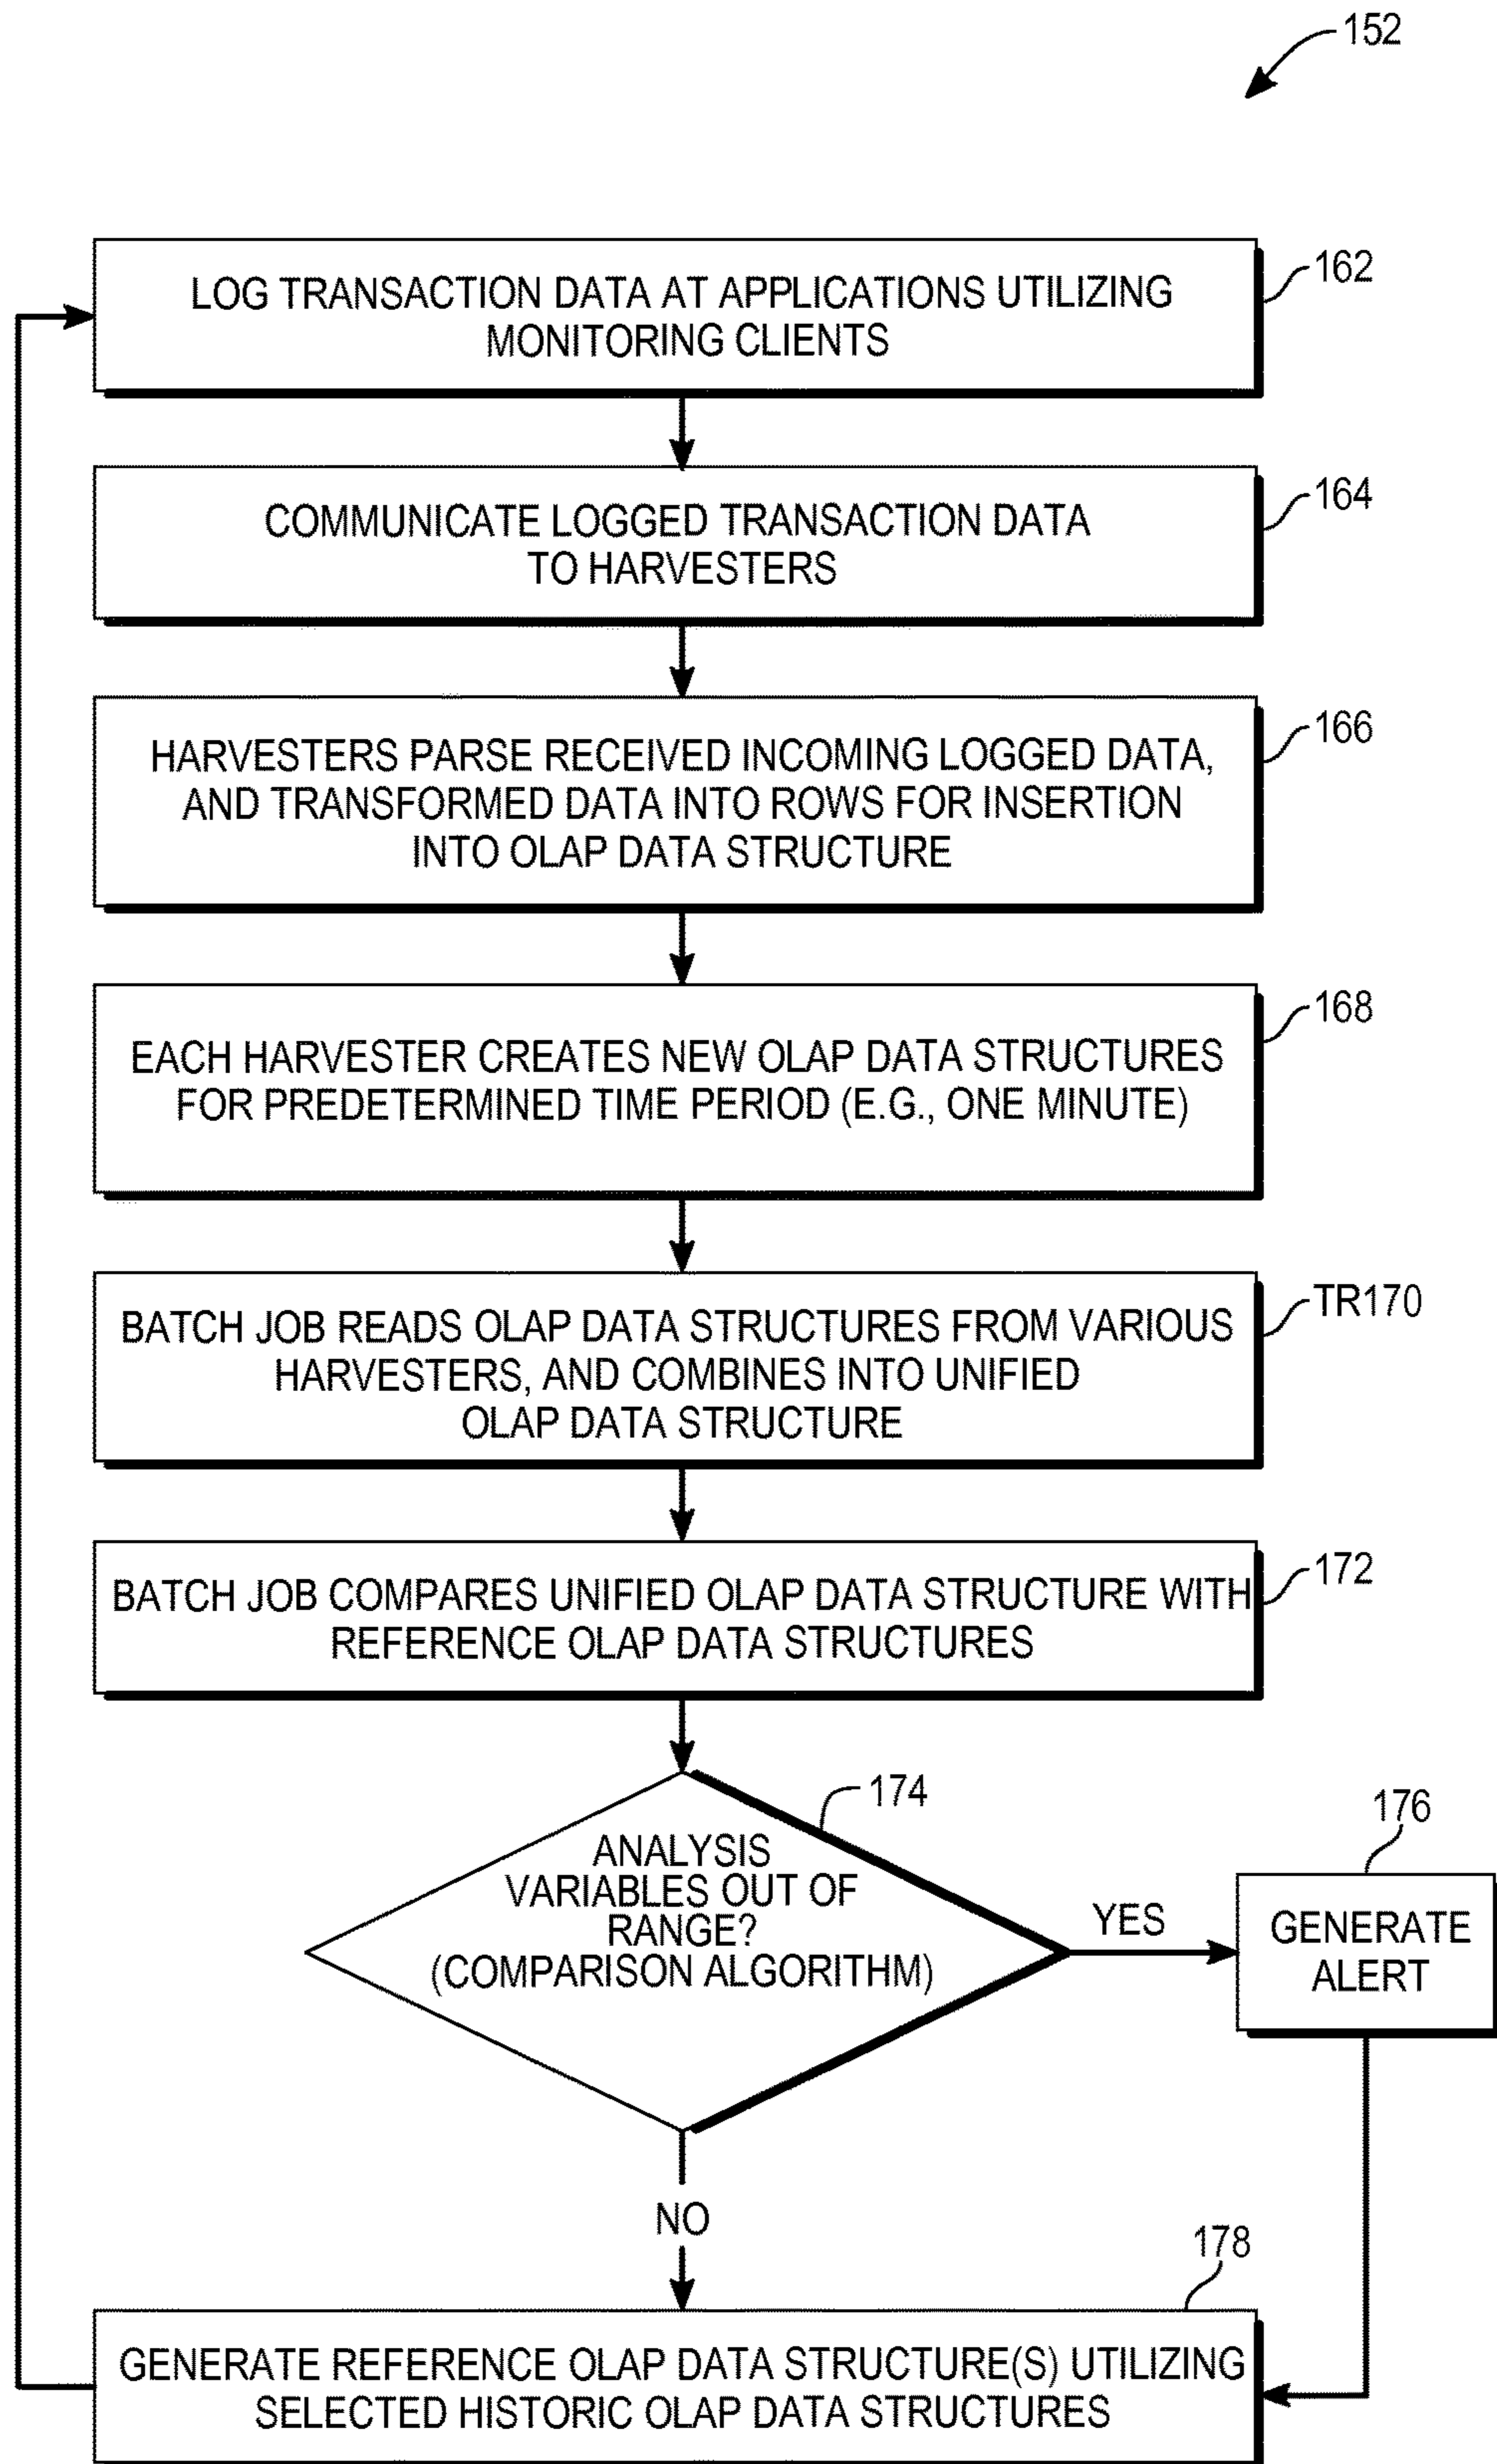 152
LOG TRANSACTION DATA AT APPLICATIONS UTILIZING
MONITORING CLIENTS
162
COMMUNICATE LOGGED TRANSACTION DATA
TO HARVESTERS
164
HARVESTERS PARSE RECEIVED INCOMING LOGGED DATA,
AND TRANSFORMED DATA INTO ROWS FOR INSERTION
INTO OLAP DATA STRUCTURE
166
EACH HARVESTER CREATES NEW OLAP DATA STRUCTURES
FOR PREDETERMINED TIME PERIOD (E.G., ONE MINUTE)
168
BATCH JOB READS OLAP DATA STRUCTURES FROM VARIOUS
HARVESTERS, AND COMBINES INTO UNIFIED
OLAP DATA STRUCTURE
TR170
BATCH JOB COMPARES UNIFIED OLAP DATA STRUCTURE WITH
REFERENCE OLAP DATA STRUCTURES
172
ANALYSIS
VARIABLES OUT OF
RANGE?
(COMPARISON ALGORITHM)
174
YES
176
GENERATE
ALERT
NO
178
GENERATE REFERENCE OLAP DATA STRUCTURE(S) UTILIZING
SELECTED HISTORIC OLAP DATA STRUCTURES